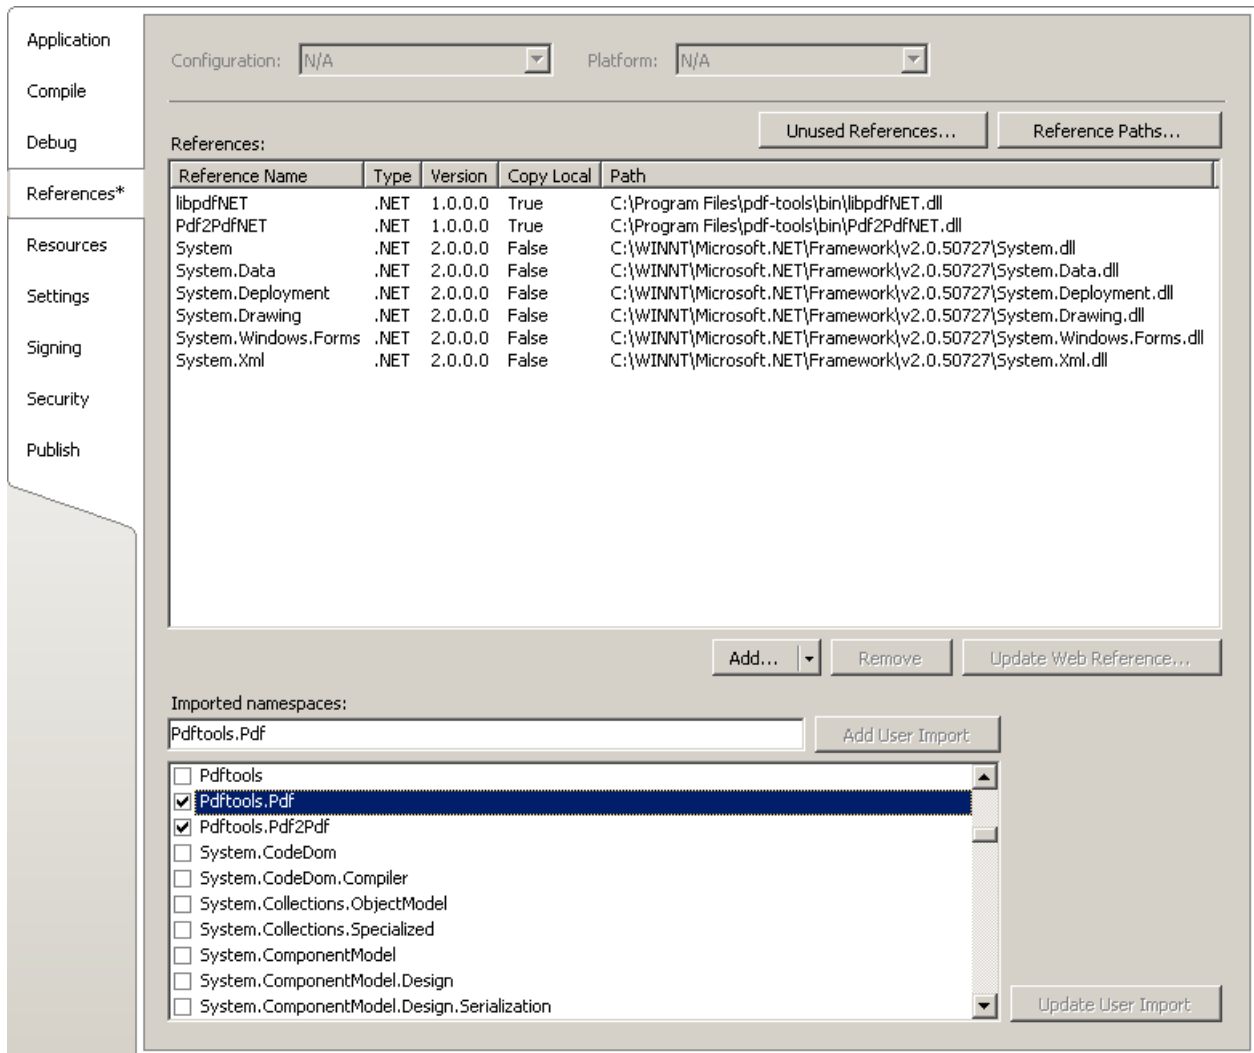 Application
Compile
Debug
References*
Resources
Settings
Signing
Security
Publish
Configuration: N/A Platform: N/A
Unused References... Reference Paths...
References:
Reference Name Type Version Copy Local Path
libpdfNET .NET 1.0.0.0 True C:\Program Files\pdf-tools\bin\libpdfNET.dll
Pdf2PdfNET .NET 1.0.0.0 True C:\Program Files\pdf-tools\bin\Pdf2PdfNET.dll
System .NET 2.0.0.0 False C:\WINNT\Microsoft.NET\Framework\v2.0.50727\System.dll
System.Data .NET 2.0.0.0 False C:\WINNT\Microsoft.NET\Framework\v2.0.50727\System.Data.dll
System.Deployment .NET 2.0.0.0 False C:\WINNT\Microsoft.NET\Framework\v2.0.50727\System.Deployment.dll
System.Drawing .NET 2.0.0.0 False C:\WINNT\Microsoft.NET\Framework\v2.0.50727\System.Drawing.dll
System.Windows.Forms .NET 2.0.0.0 False C:\WINNT\Microsoft.NET\Framework\v2.0.50727\System.Windows.Forms.dll
System.Xml .NET 2.0.0.0 False C:\WINNT\Microsoft.NET\Framework\v2.0.50727\System.Xml.dll
Add... Remove Update Web Reference...
Imported namespaces:
Pdftools.Pdf Add User Import
Pdftools
Pdftools.Pdf
Pdftools.Pdf2Pdf
System.CodeDom
System.CodeDom.Compiler
System.Collections.ObjectModel
System.Collections.Specialized
System.ComponentModel
System.ComponentModel.Design
System.ComponentModel.Design.Serialization
Update User Import